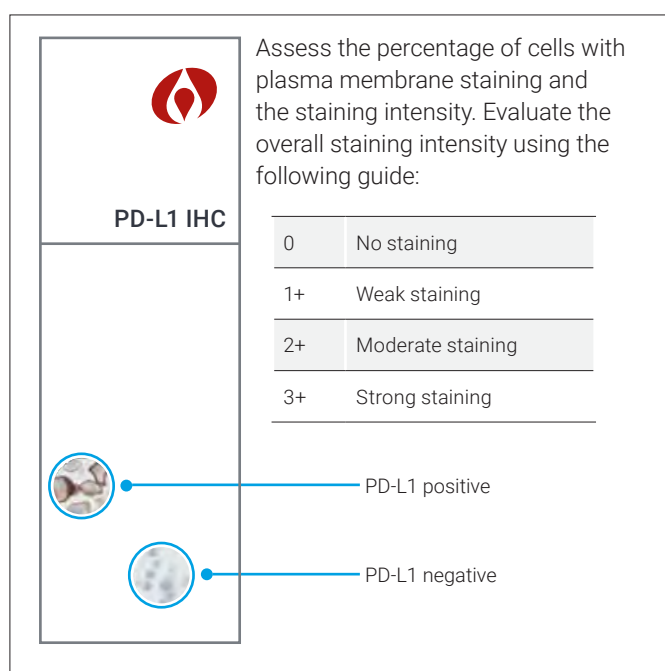 Assess the percentage of cells with
plasma membrane staining and
the staining intensity. Evaluate the
overall staining intensity using the
following guide:
PD-L1 IHC
0 No staining
1+ Weak staining
2+ Moderate staining
3+ Strong staining
PD-L1 positive
PD-L1 negative